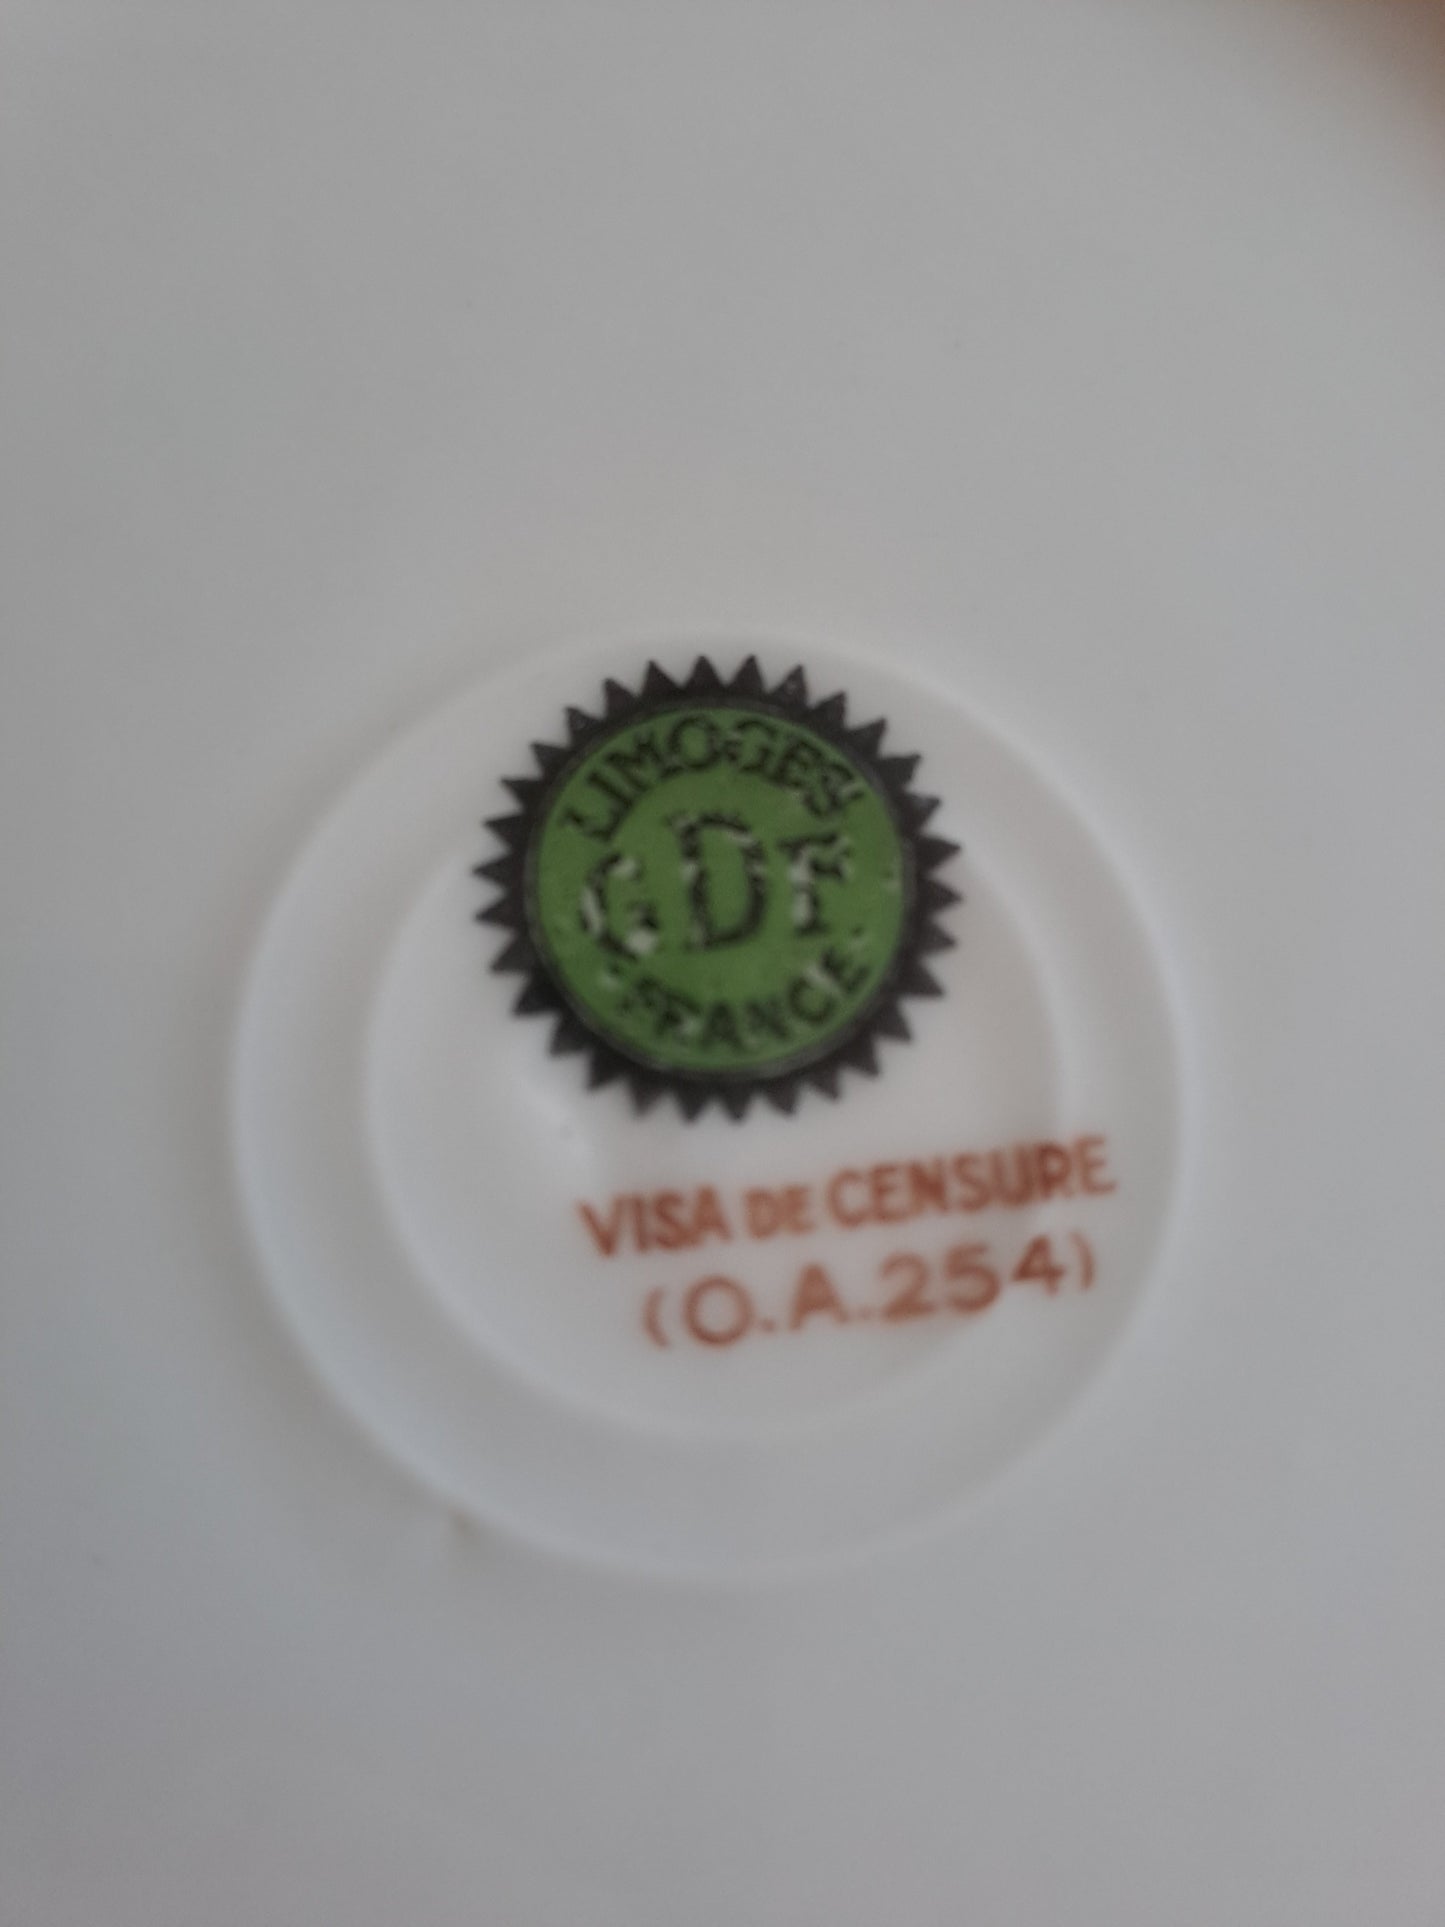 LIMOGES
GDF
FRANCE
VISA DE CENSURE
(O.A.254)